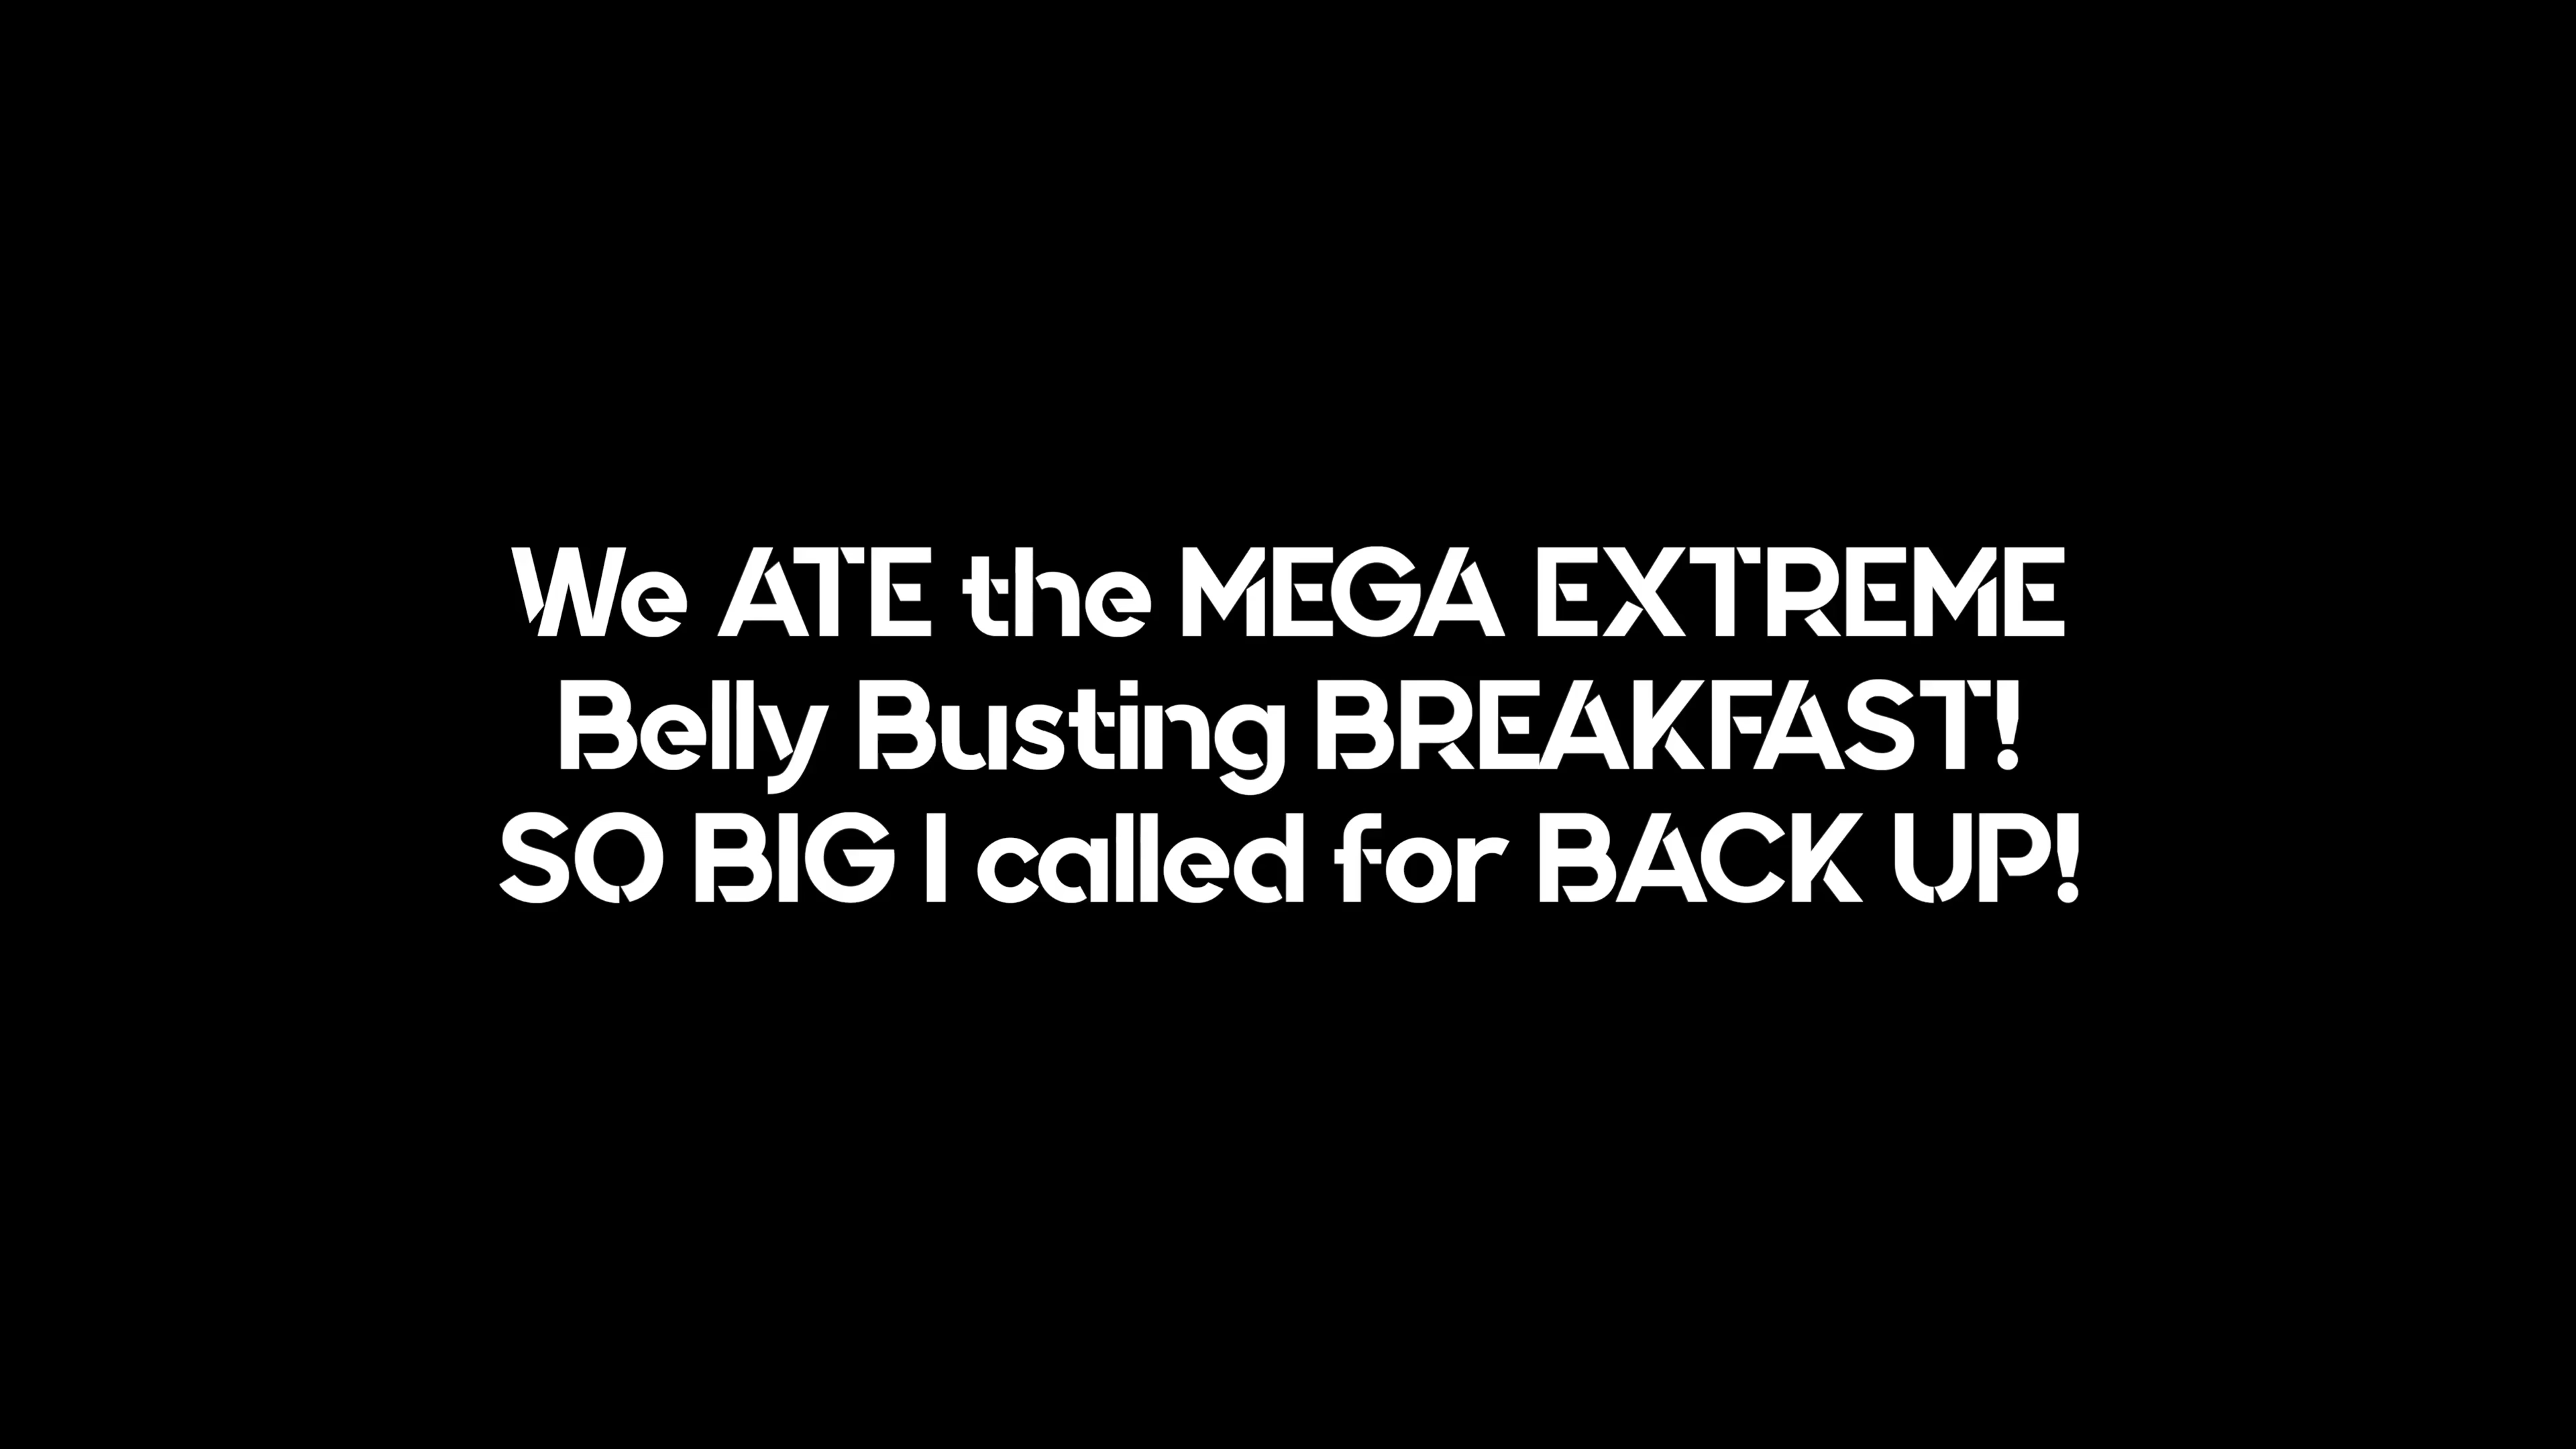 We ATE the MEGA EXTREME
Belly Busting BREAKFAST!
SO BIG I called for BACK UP!